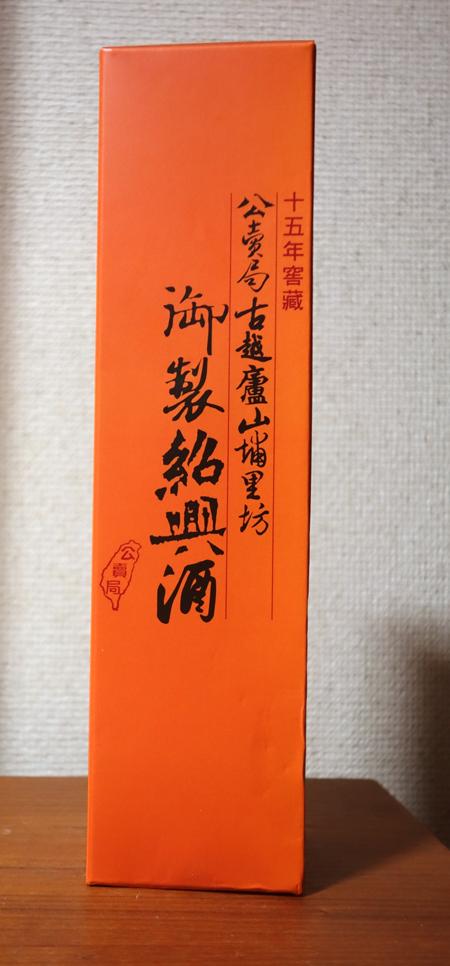 十五年窖藏
公賣局古越廬山埔里坊
御製紹興酒
公賣局